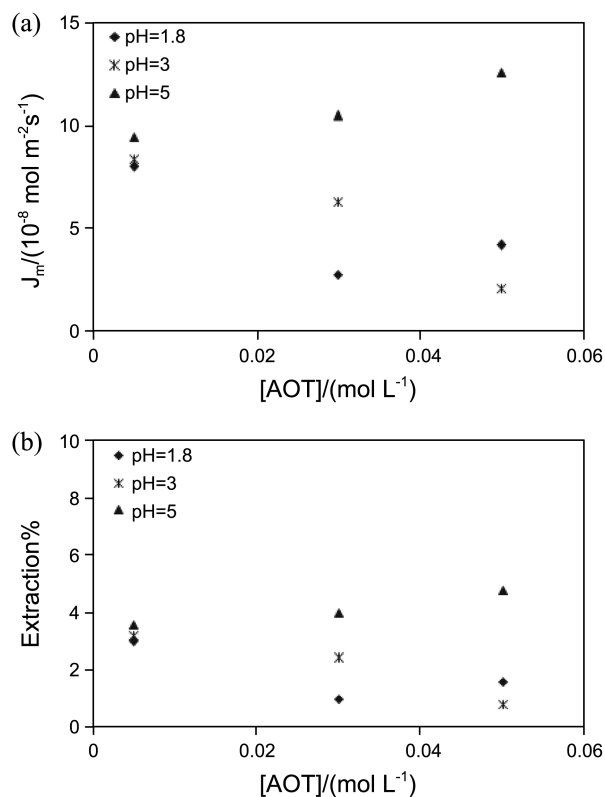 (a)
15
pH=1.8
pH=3
pH=5
10
5
0
Jₘ/(10⁻⁸ mol m⁻²s⁻¹)
0 0.02 0.04 0.06
[AOT]/(mol L⁻¹)
(b)
10
pH=1.8
pH=3
pH=5
8
6
4
2
0
Extraction%
0 0.02 0.04 0.06
[AOT]/(mol L⁻¹)